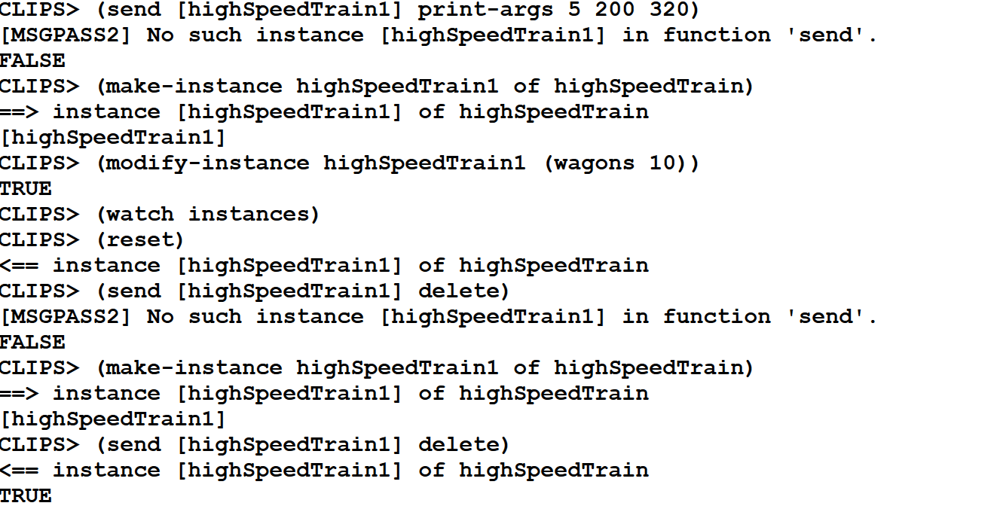 CLIPS> (send [highSpeedTrain1] print-args 5 200 320)
[MSGPASS2] No such instance [highSpeedTrain1] in function 'send'.
FALSE
CLIPS> (make-instance highSpeedTrain1 of highSpeedTrain)
==> instance [highSpeedTrain1] of highSpeedTrain
[highSpeedTrain1]
CLIPS> (modify-instance highSpeedTrain1 (wagons 10))
TRUE
CLIPS> (watch instances)
CLIPS> (reset)
<== instance [highSpeedTrain1] of highSpeedTrain
CLIPS> (send [highSpeedTrain1] delete)
[MSGPASS2] No such instance [highSpeedTrain1] in function 'send'.
FALSE
CLIPS> (make-instance highSpeedTrain1 of highSpeedTrain)
==> instance [highSpeedTrain1] of highSpeedTrain
[highSpeedTrain1]
CLIPS> (send [highSpeedTrain1] delete)
<== instance [highSpeedTrain1] of highSpeedTrain
TRUE